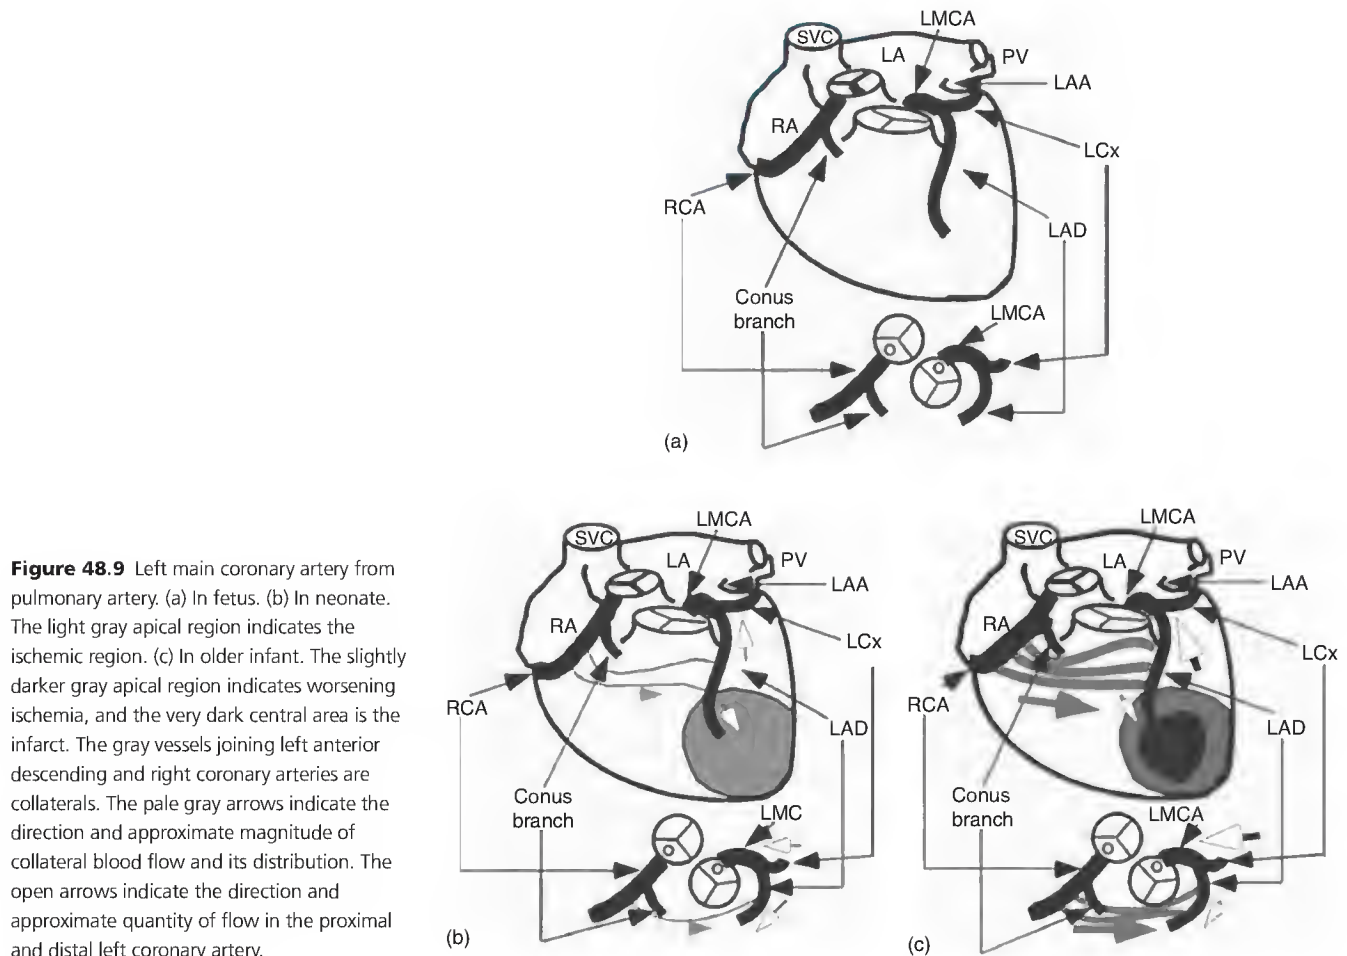 LMCA
SVC
LA
PV
LAA
RA
LCx
RCA
LAD
Conus
branch
LMCA
(a)
Figure 48.9 Left main coronary artery from
pulmonary artery. (a) In fetus. (b) In neonate.
The light gray apical region indicates the
ischemic region. (c) In older infant. The slightly
darker gray apical region indicates worsening
ischemia, and the very dark central area is the
infarct. The gray vessels joining left anterior
descending and right coronary arteries are
collaterals. The pale gray arrows indicate the
direction and approximate magnitude of
collateral blood flow and its distribution. The
open arrows indicate the direction and
approximate quantity of flow in the proximal
and distal left coronary artery.
LMCA
SVC
LA
PV
LAA
RA
LCx
RCA
LAD
Conus
branch
LMC
(b)
LMCA
SVC
LA
PV
LAA
RA
LCx
RCA
LAD
Conus
branch
LMCA
(c)